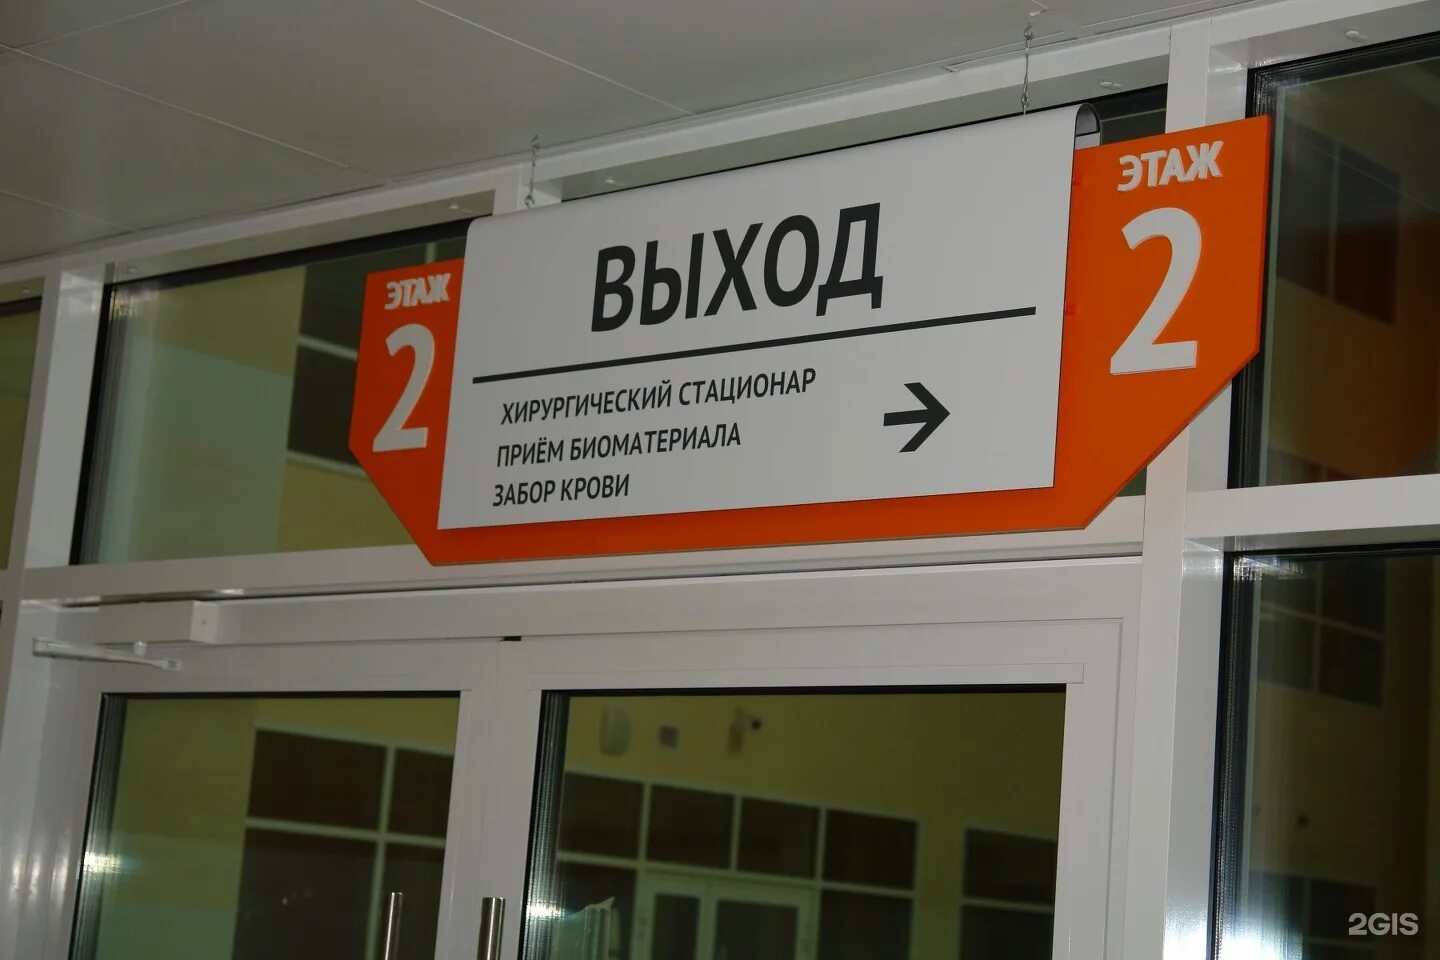 ЭТАЖ
2
ВЫХОД
ХИРУРГИЧЕСКИЙ СТАЦИОНАР
ПРИЁМ БИОМАТЕРИАЛА
ЗАБОР КРОВИ
ЭТАЖ
2
2GIS